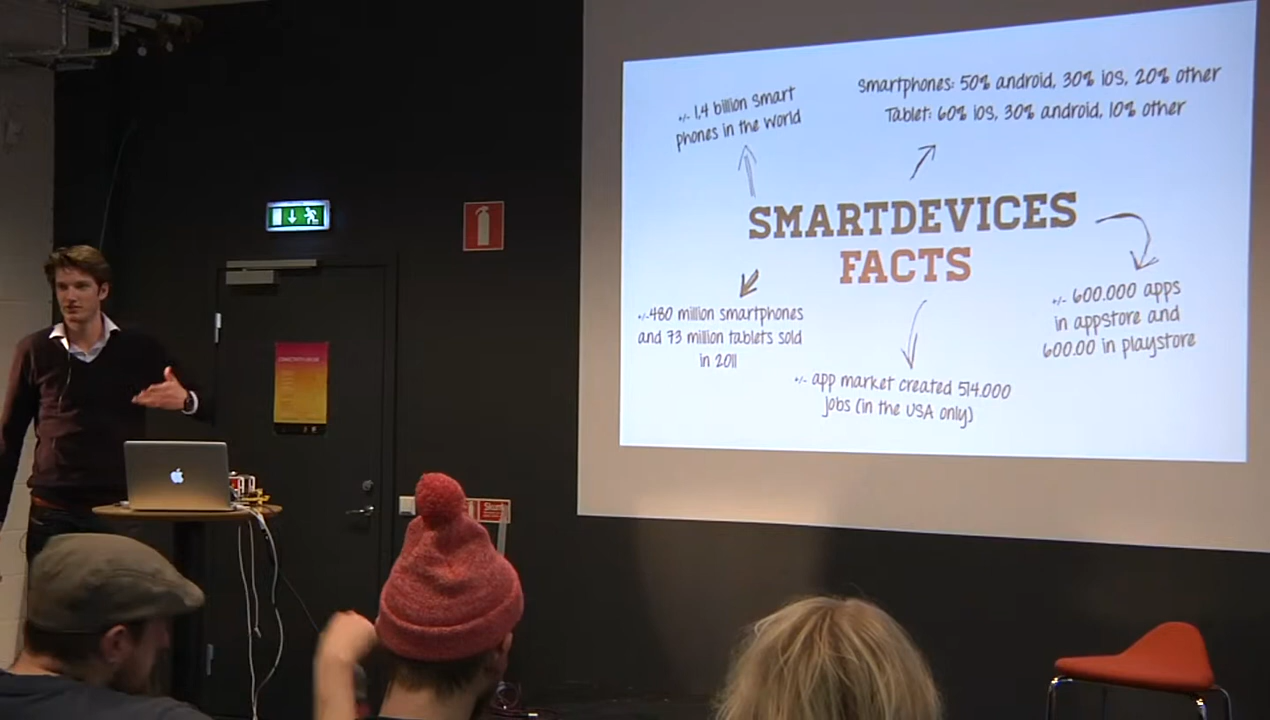 +/- 1,4 billion smart
phones in the world
Smartphones: 50% android, 30% ios, 20% other
Tablet: 60% ios, 30% android, 10% other
SMARTDEVICES
FACTS
+/-480 million smartphones
and 73 million tablets sold
in 2011
+/- app market created 514.000
jobs (in the USA only)
+/- 600.000 apps
in appstore and
600.00 in playstore